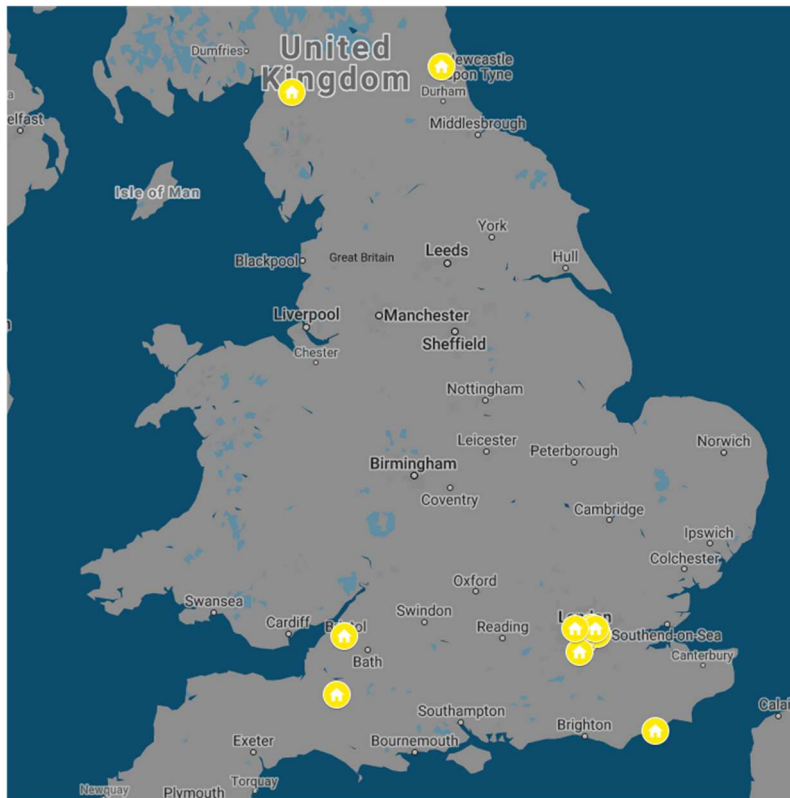 United
Kingdom
Dumfries
Newcastle
upon Tyne
Durham
Middlesbrough
elfast
Isle of Man
York
Leeds
Great Britain
Blackpool
Hull
Liverpool
Manchester
Sheffield
Chester
Nottingham
Leicester
Peterborough
Norwich
Birmingham
Coventry
Cambridge
Ipswich
Colchester
Oxford
Swansea
Cardiff
Swindon
Reading
London
Southend-on-Sea
Bristol
Bath
Canterbury
Southampton
Brighton
Calai
Exeter
Bournemouth
Newquay
Torquay
Plymouth